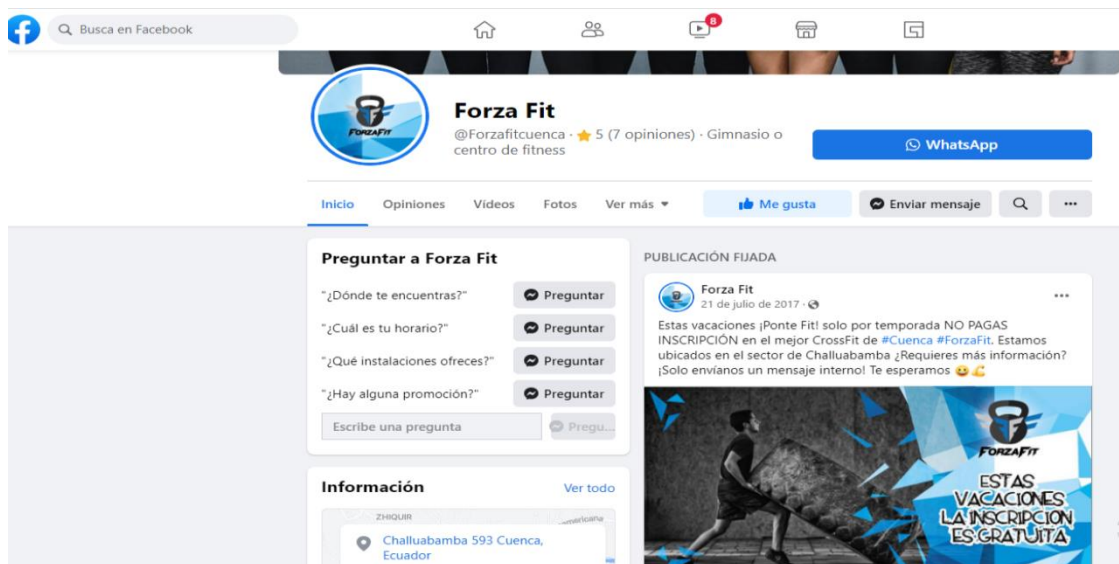 Busca en Facebook
8
FORZAFIT
Forza Fit
@Forzafitcuenca · ⭐ 5 (7 opiniones) · Gimnasio o
centro de fitness
WhatsApp
Inicio Opiniones Vídeos Fotos Ver más
Me gusta
Enviar mensaje
Preguntar a Forza Fit
"¿Dónde te encuentras?" Preguntar
"¿Cuál es tu horario?" Preguntar
"¿Qué instalaciones ofreces?" Preguntar
"¿Hay alguna promoción?" Preguntar
Escribe una pregunta Pregu...
Información Ver todo
ZHIQUIR
Challuabamba 593 Cuenca,
Ecuador
PUBLICACIÓN FIJADA
Forza Fit
21 de julio de 2017 ·
Estas vacaciones ¡Ponte Fit! solo por temporada NO PAGAS
INSCRIPCIÓN en el mejor CrossFit de #Cuenca #ForzaFit. Estamos
ubicados en el sector de Challuabamba ¿Requieres más información?
¡Solo envíanos un mensaje interno! Te esperamos 😀💪
FORZAFIT
ESTAS
VACACIONES
LA INSCRIPCION
ES GRATUITA